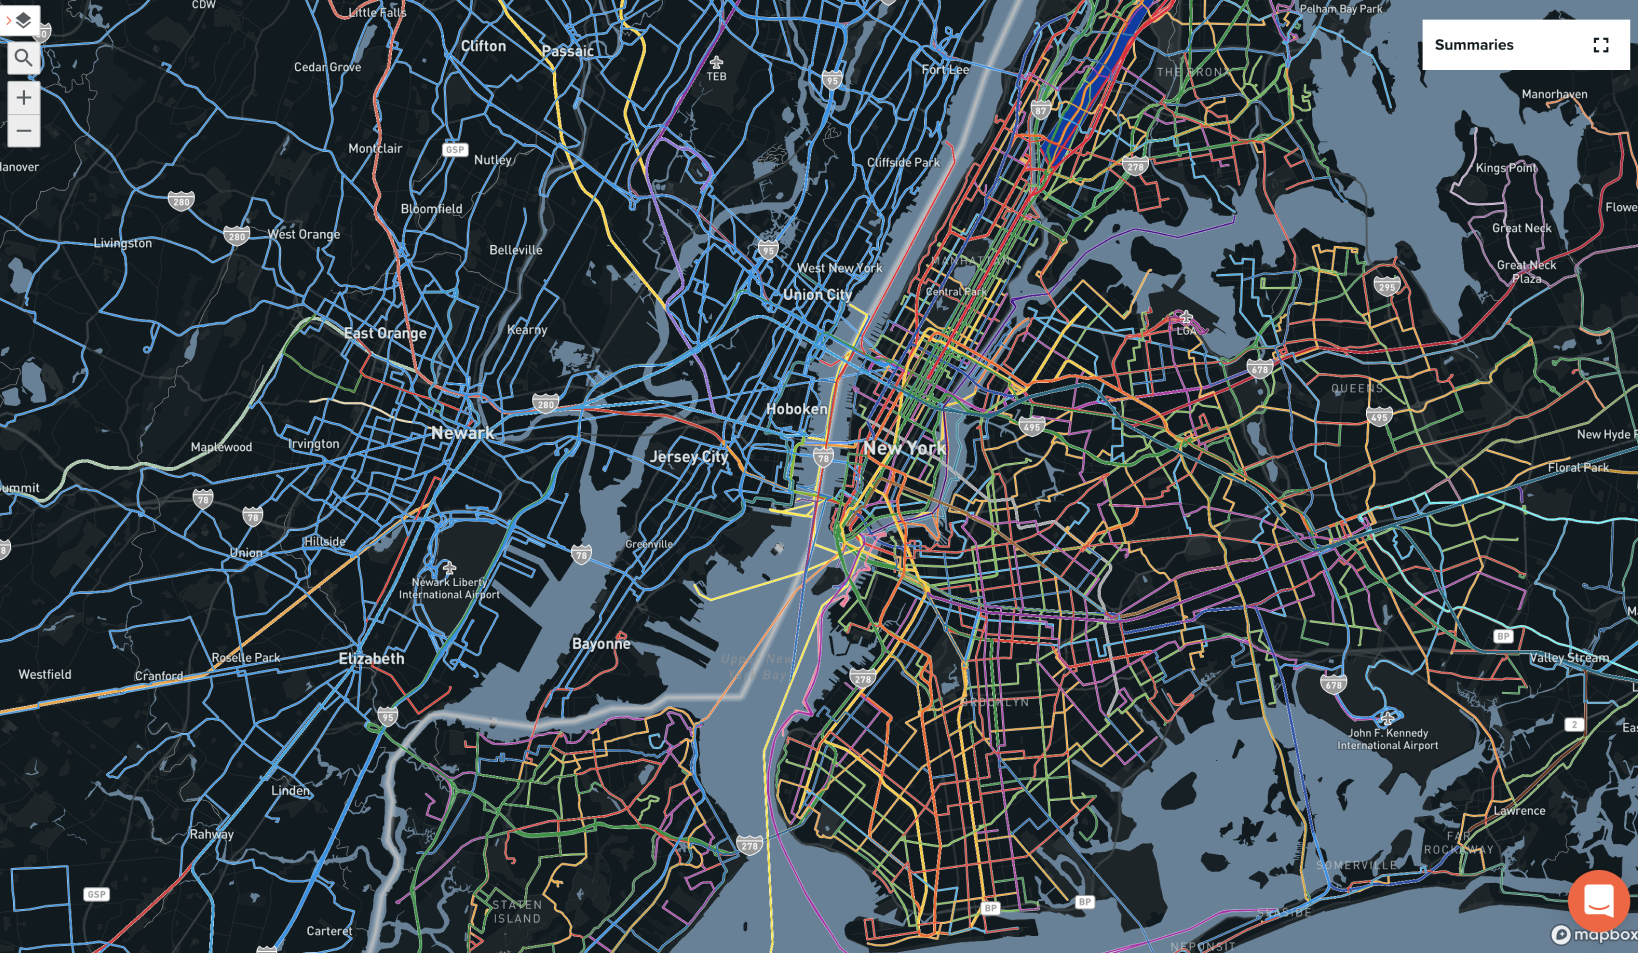 CDW
Little Falls
Pelham Bay Park
Clifton
Passaic
Summaries
Cedar Grove
TEB
95
Fort Lee
THE BRONX
Manorhaven
87
Montclair
GSP
Nutley
Cliffside Park
278
Kings Point
280
Bloomfield
Flowe
280
West Orange
Livingston
Belleville
95
Great Neck
West New York
MANHATTAN
Great Neck
Plaza
Union City
Central Park
295
East Orange
Kearny
LGA
678
QUEENS
280
Hoboken
495
495
Newark
Maplewood
Irvington
New York
New Hyde P
Jersey City
78
Floral Park
ummit
78
78
Hillside
Union
78
Greenville
Newark Liberty
International Airport
BP
Bayonne
Roselle Park
Elizabeth
Upper New
York Bay
Valley Stream
Westfield
Cranford
278
678
95
BROOKLYN
2
John F. Kennedy
International Airport
Linden
Lawrence
Rahway
278
FAR
ROCKAWAY
SOMERVILLE
GSP
STATEN
ISLAND
BP
BP
SEASIDE
Carteret
NEPONSIT
mapbox